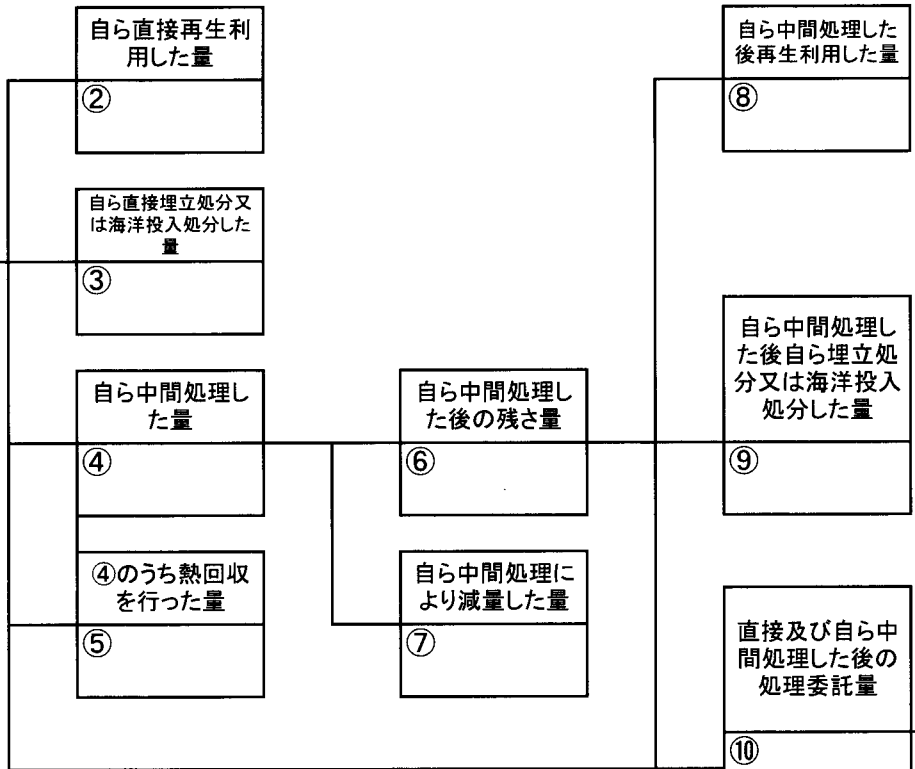 自ら直接再生利
用した量
②
自ら直接埋立処分又
は海洋投入処分した
量
③
自ら中間処理し
た量
④
④のうち熱回収
を行った量
⑤
自ら中間処理し
た後の残さ量
⑥
自ら中間処理に
より減量した量
⑦
自ら中間処理した
後再生利用した量
⑧
自ら中間処理し
た後自ら埋立処
分又は海洋投入
処分した量
⑨
直接及び自ら中
間処理した後の
処理委託量
⑩